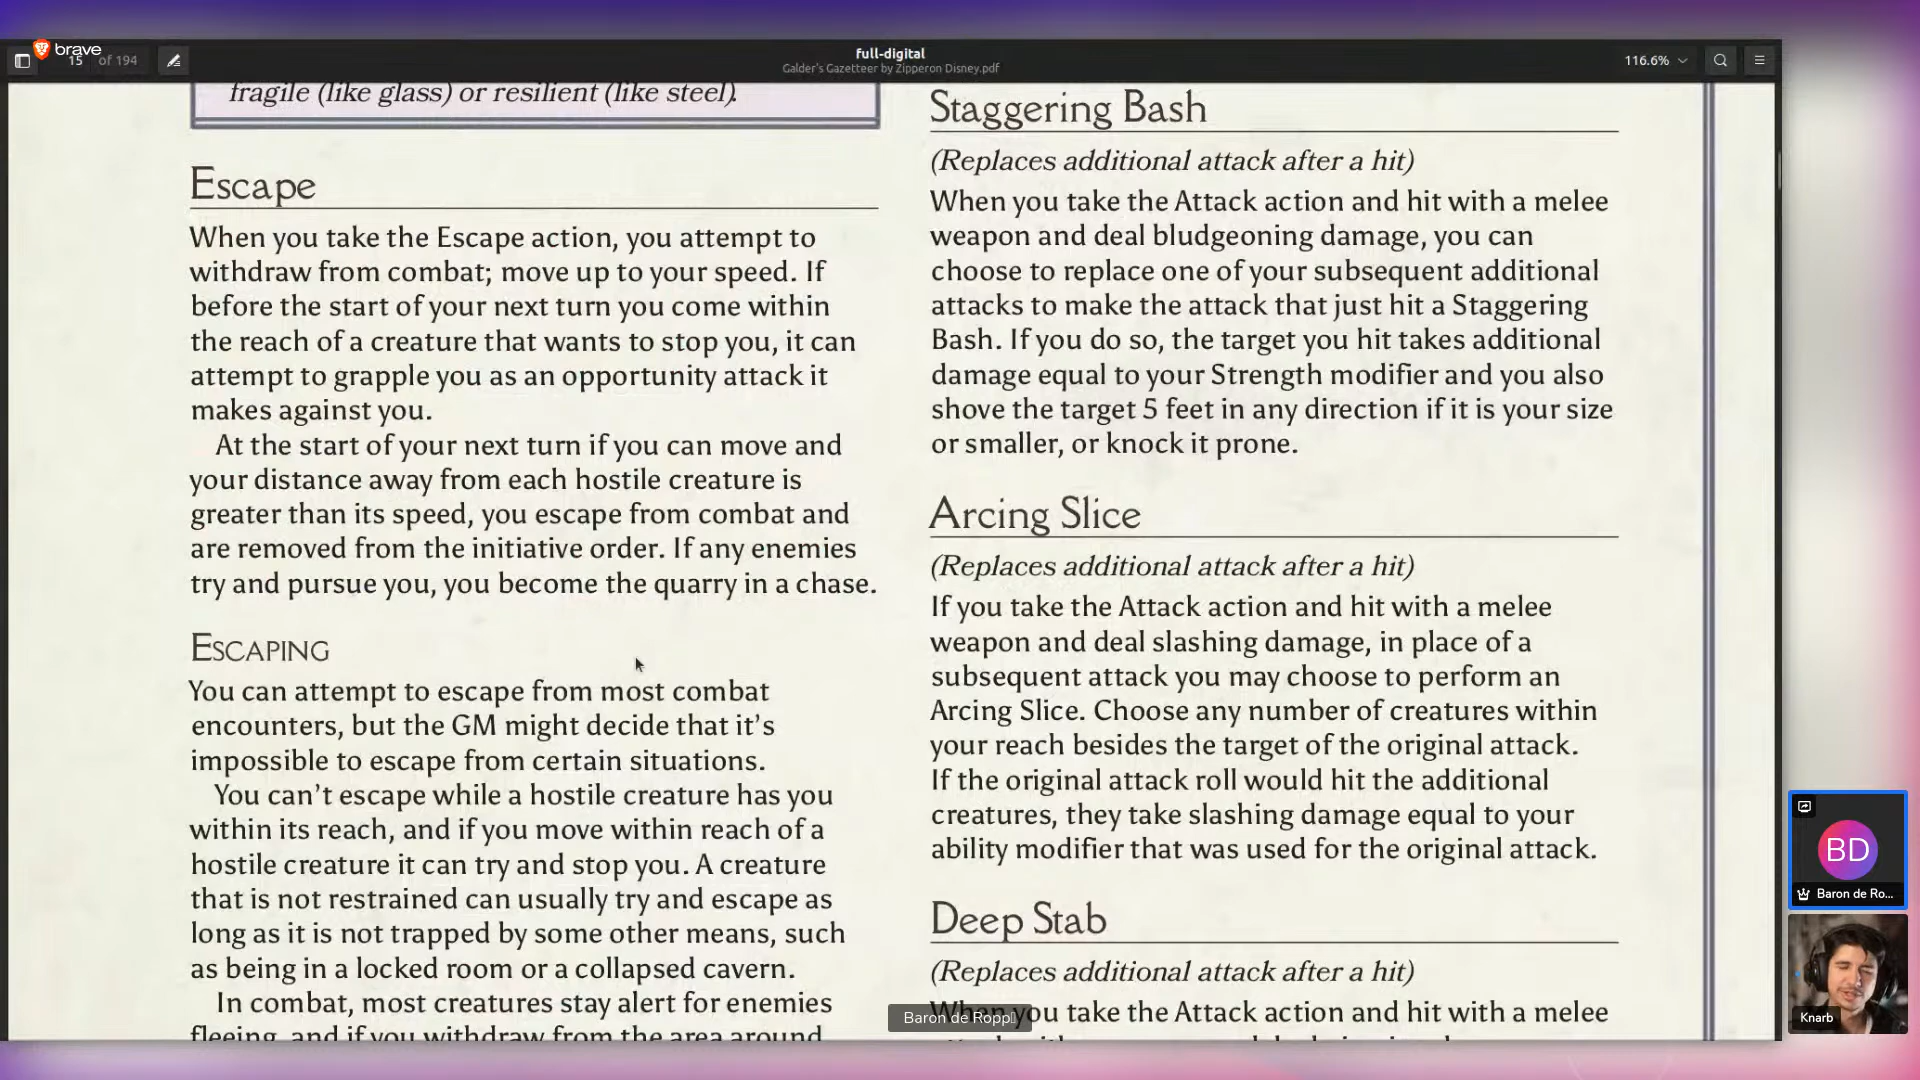 brave
15 of 194
full-digital
Galder's Gazetteer by Zipperon Disney.pdf
116.6%
fragile (like glass) or resilient (like steel).
Escape
When you take the Escape action, you attempt to
withdraw from combat; move up to your speed. If
before the start of your next turn you come within
the reach of a creature that wants to stop you, it can
attempt to grapple you as an opportunity attack it
makes against you.
At the start of your next turn if you can move and
your distance away from each hostile creature is
greater than its speed, you escape from combat and
are removed from the initiative order. If any enemies
try and pursue you, you become the quarry in a chase.
Escaping
You can attempt to escape from most combat
encounters, but the GM might decide that it's
impossible to escape from certain situations.
You can't escape while a hostile creature has you
within its reach, and if you move within reach of a
hostile creature it can try and stop you. A creature
that is not restrained can usually try and escape as
long as it is not trapped by some other means, such
as being in a locked room or a collapsed cavern.
In combat, most creatures stay alert for enemies
fleeing, and if you withdraw from the area around
Staggering Bash
(Replaces additional attack after a hit)
When you take the Attack action and hit with a melee
weapon and deal bludgeoning damage, you can
choose to replace one of your subsequent additional
attacks to make the attack that just hit a Staggering
Bash. If you do so, the target you hit takes additional
damage equal to your Strength modifier and you also
shove the target 5 feet in any direction if it is your size
or smaller, or knock it prone.
Arcing Slice
(Replaces additional attack after a hit)
If you take the Attack action and hit with a melee
weapon and deal slashing damage, in place of a
subsequent attack you may choose to perform an
Arcing Slice. Choose any number of creatures within
your reach besides the target of the original attack.
If the original attack roll would hit the additional
creatures, they take slashing damage equal to your
ability modifier that was used for the original attack.
Deep Stab
(Replaces additional attack after a hit)
When you take the Attack action and hit with a melee
Baron de Ropp
BD
Baron de Ro...
Knarb